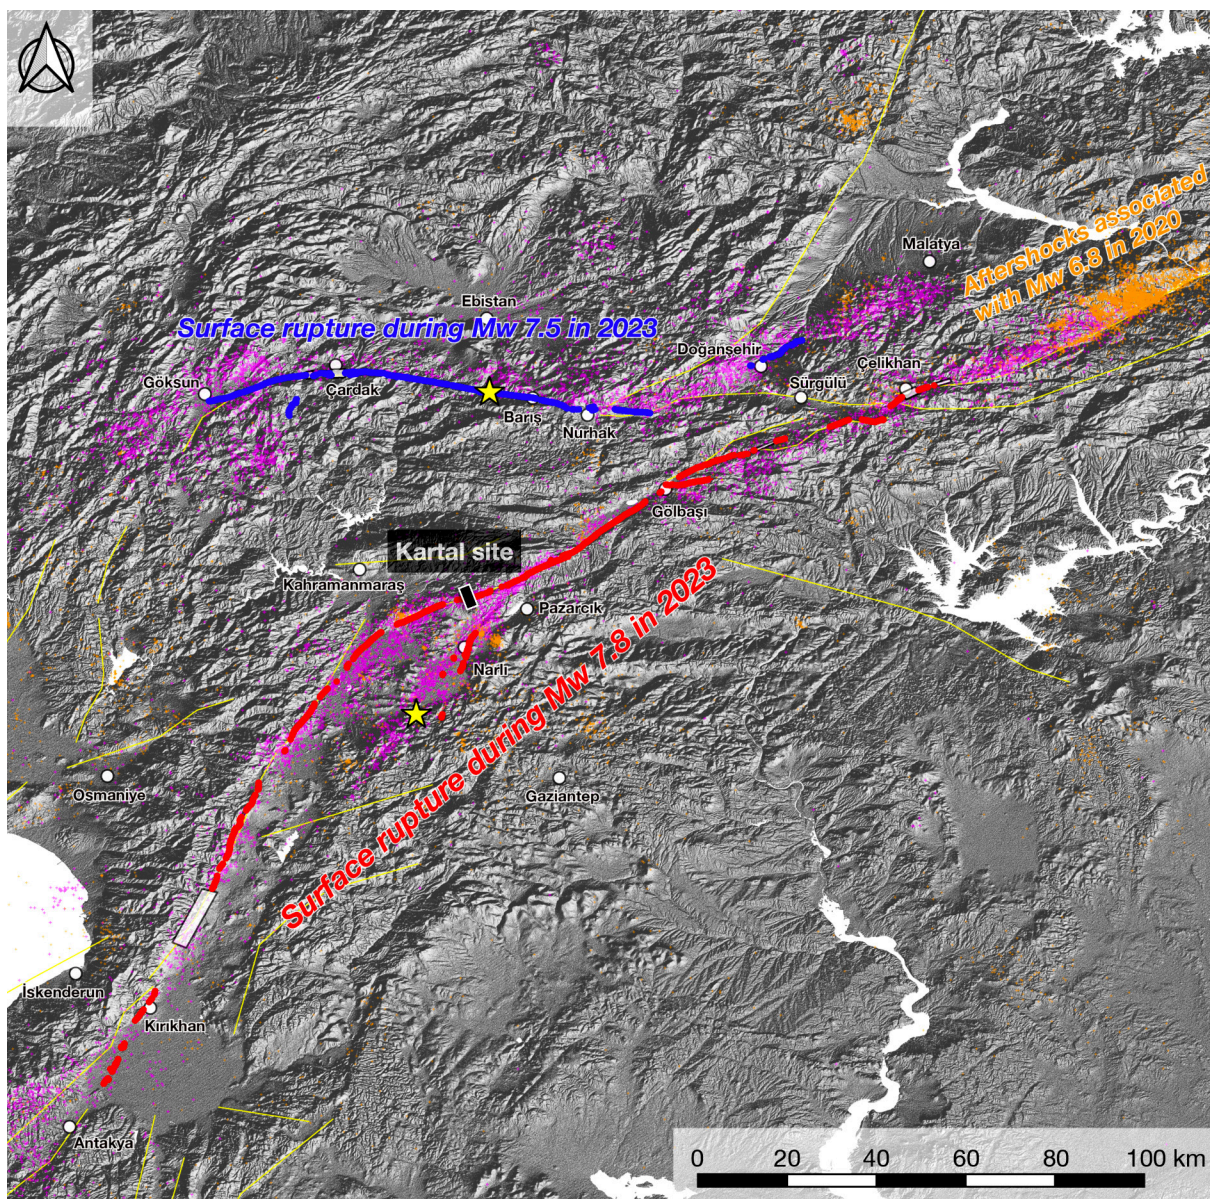 Malatya
Aftershocks associated
with Mw 6.8 in 2020
Ebistan
Surface rupture during Mw 7.5 in 2023
Doğanşehir
Çelikhan
Göksun
Çardak
Sürgülü
Barış
Nurhak
Gölbaşı
Kartal site
Kahramanmaraş
Pazarcık
Narlı
Surface rupture during Mw 7.8 in 2023
Osmaniye
Gaziantep
İskenderun
Kırıkhan
Antakya
0 20 40 60 80 100 km